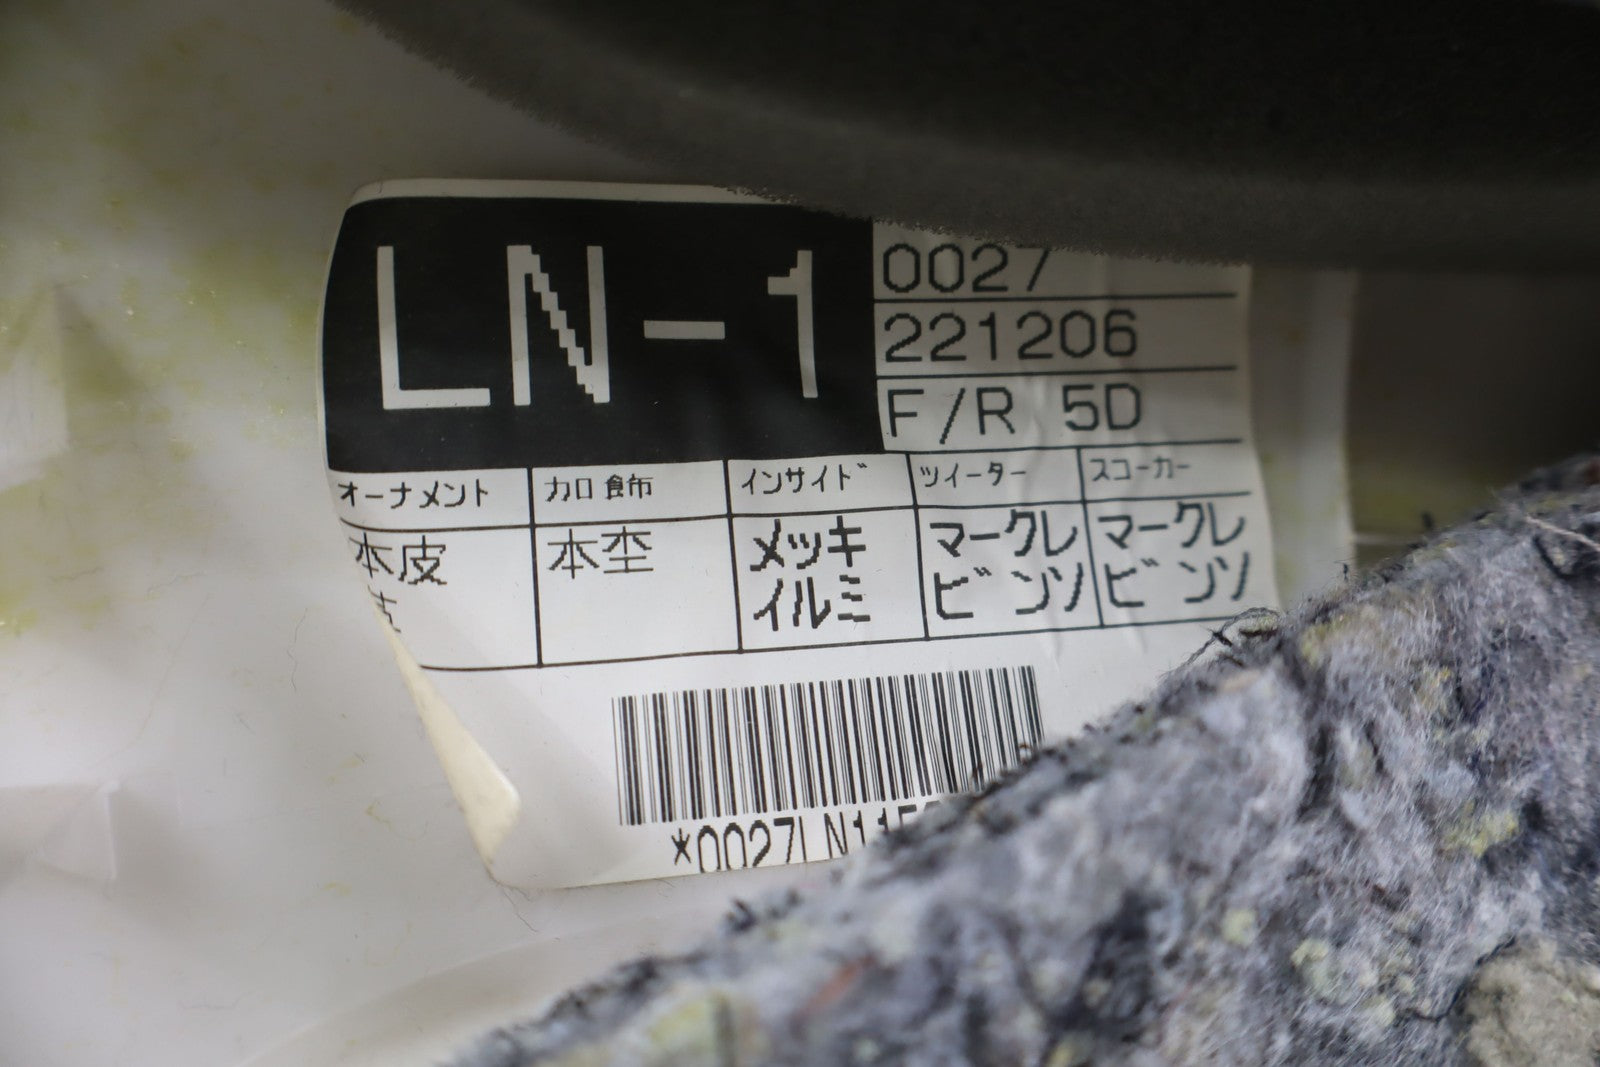 LN-1
0027
221206
F/R 5D
オーナメント 加飾 インサイド ツイーター スコーカー
本皮 本杢 メッキ マークレ マークレ
イルミ ビンソ ビンソ
*0027LN11